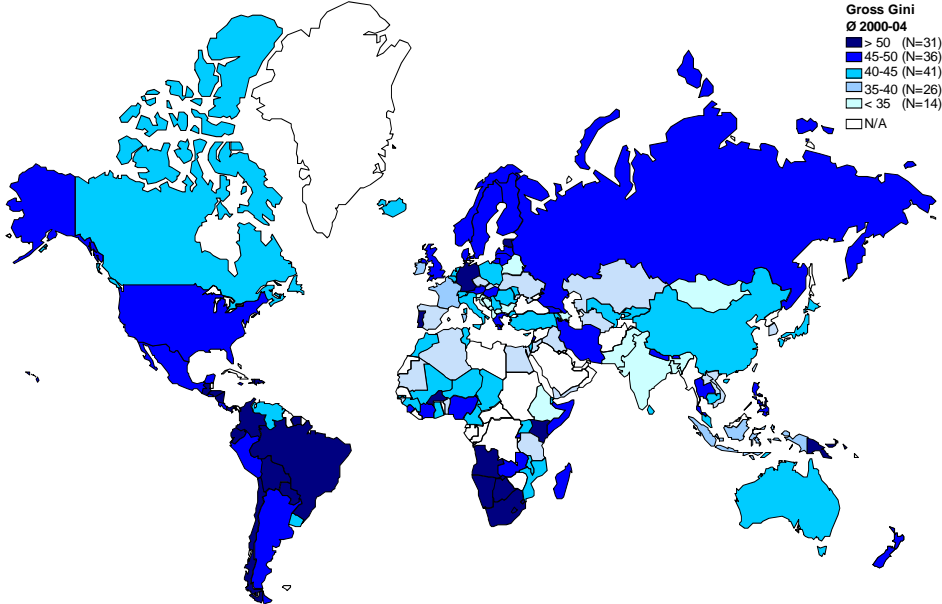 Gross Gini
Ø 2000-04
> 50 (N=31)
45-50 (N=36)
40-45 (N=41)
35-40 (N=26)
< 35 (N=14)
N/A